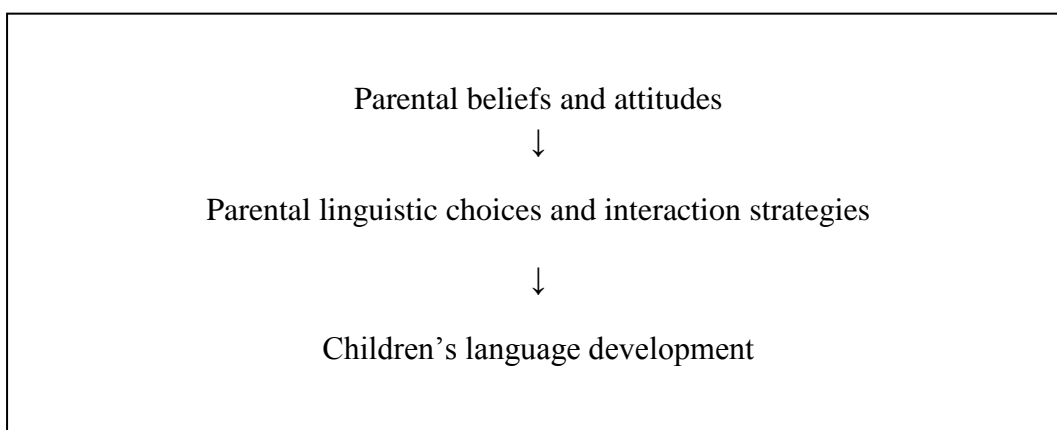 Parental beliefs and attitudes
↓
Parental linguistic choices and interaction strategies
↓
Children’s language development